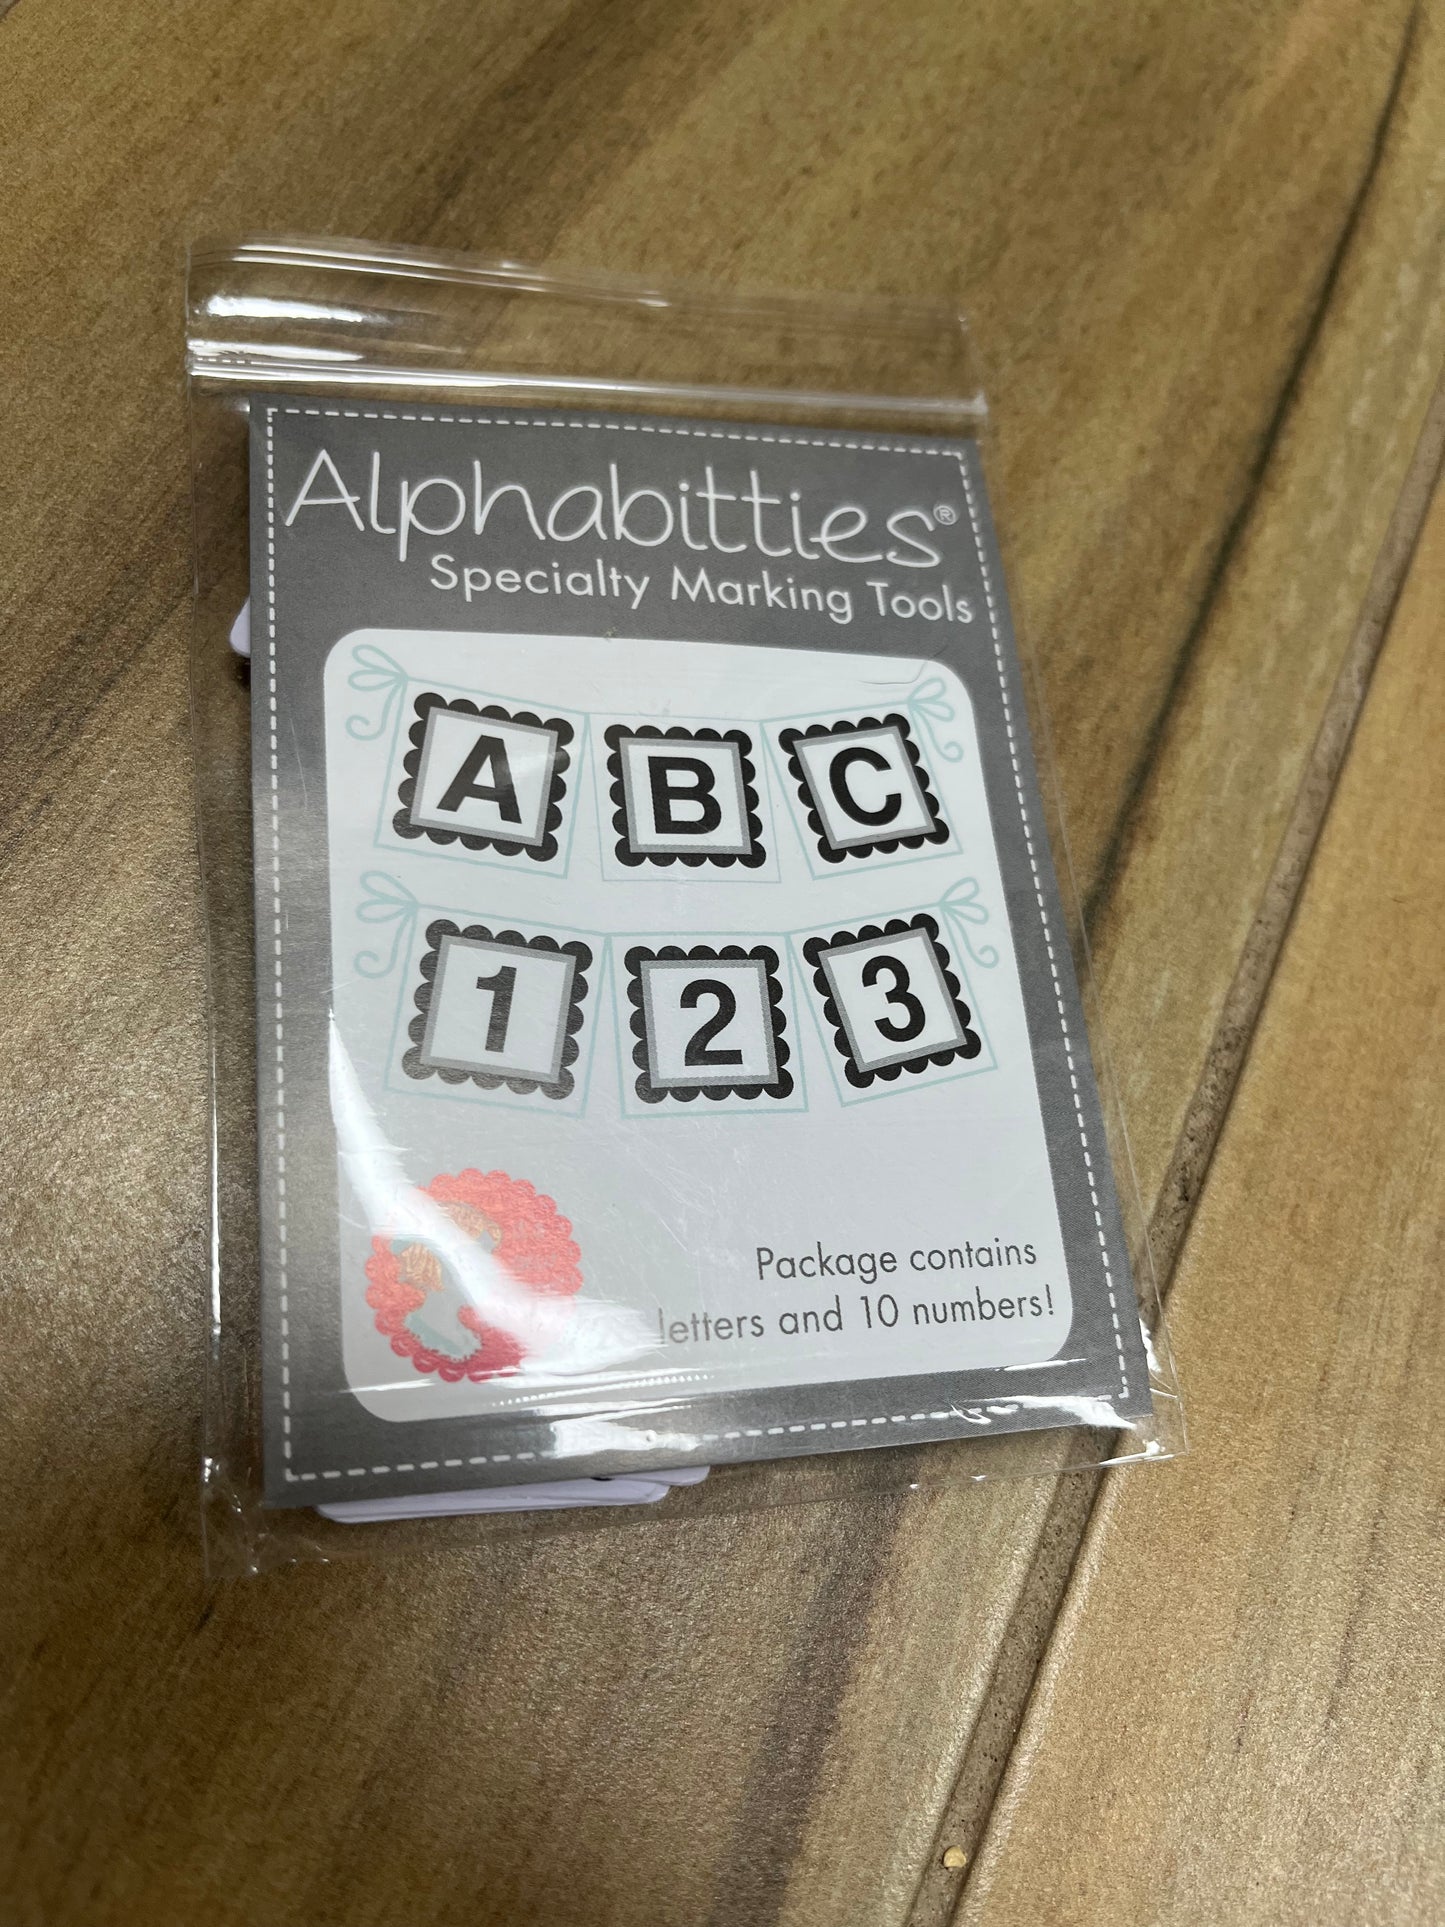 Alphabitties®
Specialty Marking Tools
A B C
1 2 3
Package contains
letters and 10 numbers!